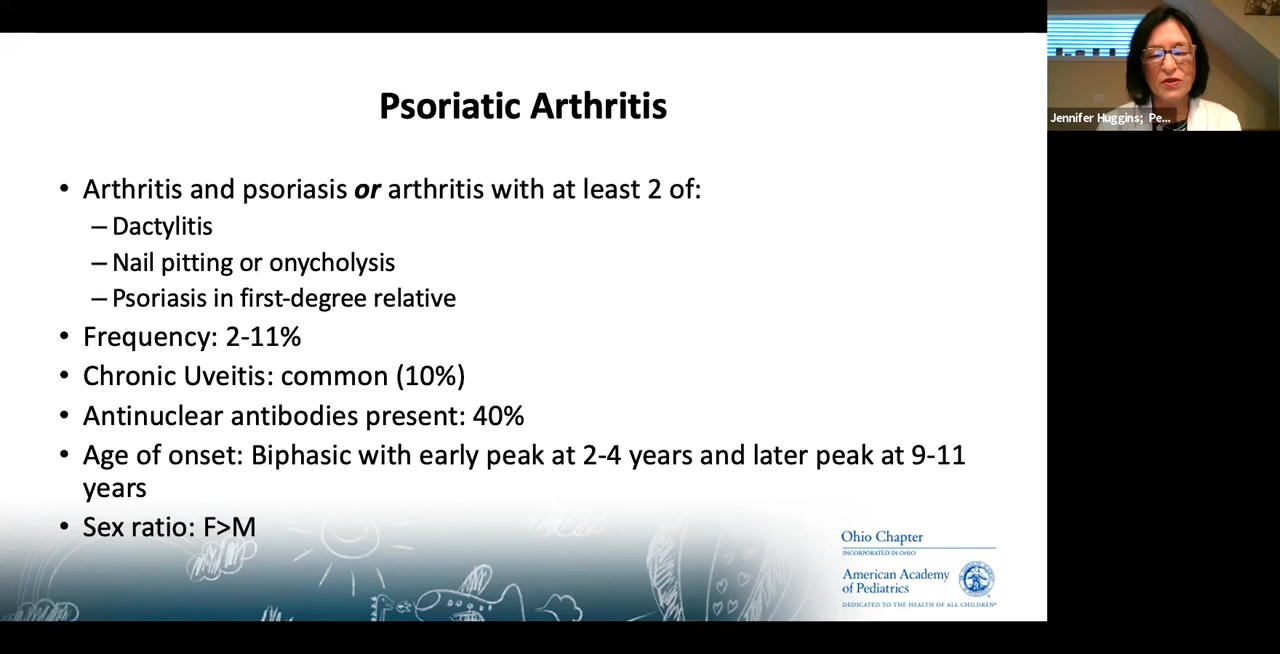 Psoriatic Arthritis
• Arthritis and psoriasis or arthritis with at least 2 of:
– Dactylitis
– Nail pitting or onycholysis
– Psoriasis in first-degree relative
• Frequency: 2-11%
• Chronic Uveitis: common (10%)
• Antinuclear antibodies present: 40%
• Age of onset: Biphasic with early peak at 2-4 years and later peak at 9-11
years
• Sex ratio: F>M
Ohio Chapter
INCORPORATED IN OHIO
American Academy
of Pediatrics
DEDICATED TO THE HEALTH OF ALL CHILDREN®
Jennifer Huggins; Pe...